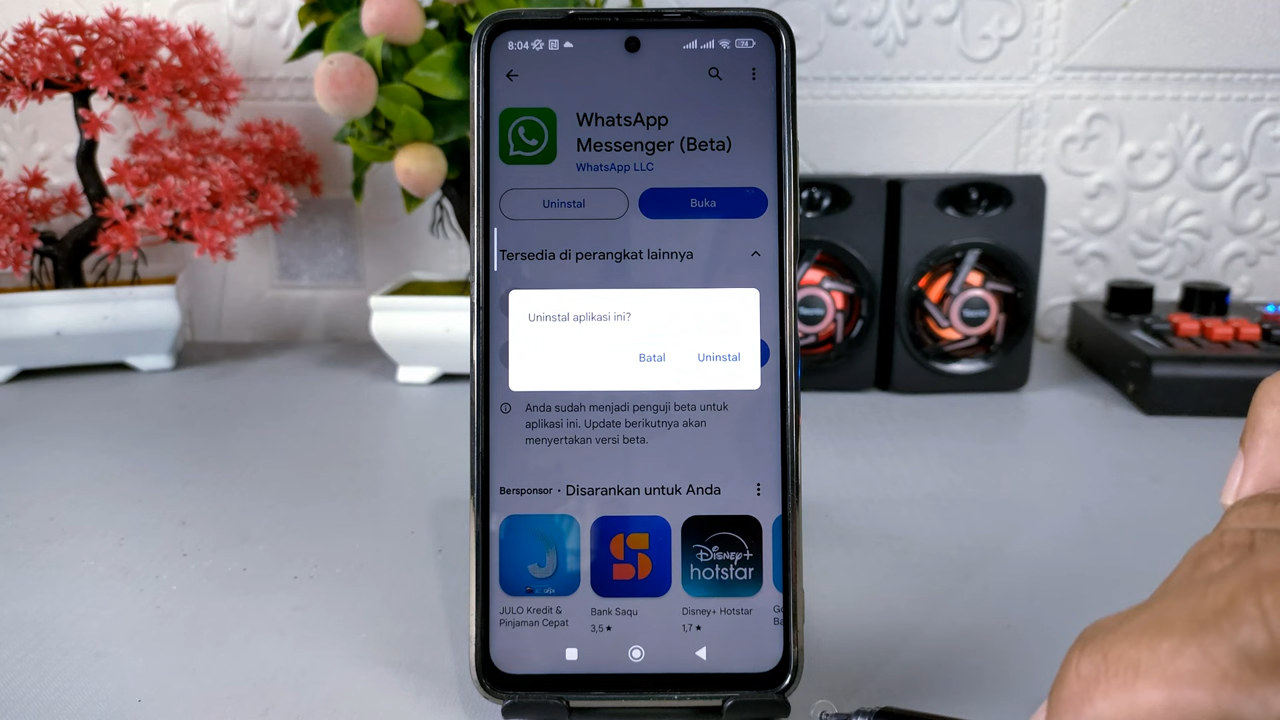 8:04
74
WhatsApp
Messenger (Beta)
WhatsApp LLC
Uninstal
Buka
Tersedia di perangkat lainnya
Uninstal aplikasi ini?
Batal
Uninstal
Anda sudah menjadi penguji beta untuk
aplikasi ini. Update berikutnya akan
menyertakan versi beta.
Bersponsor • Disarankan untuk Anda
Disney+
hotstar
JULO Kredit &
Pinjaman Cepat
Bank Saqu
3,5★
Disney+ Hotstar
1,7★